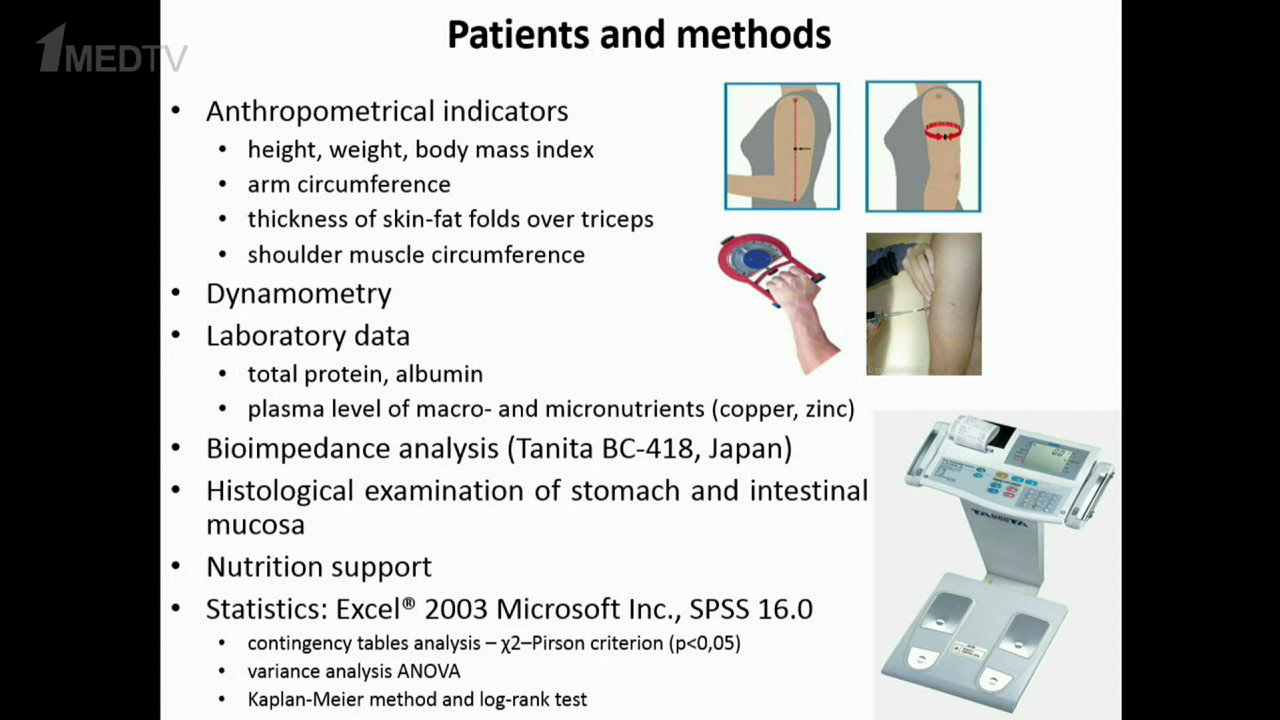 1MEDTV
Patients and methods
• Anthropometrical indicators
• height, weight, body mass index
• arm circumference
• thickness of skin-fat folds over triceps
• shoulder muscle circumference
• Dynamometry
• Laboratory data
• total protein, albumin
• plasma level of macro- and micronutrients (copper, zinc)
• Bioimpedance analysis (Tanita BC-418, Japan)
• Histological examination of stomach and intestinal
mucosa
• Nutrition support
• Statistics: Excel® 2003 Microsoft Inc., SPSS 16.0
• contingency tables analysis – χ2–Pirson criterion (p<0,05)
• variance analysis ANOVA
• Kaplan-Meier method and log-rank test
TANITA